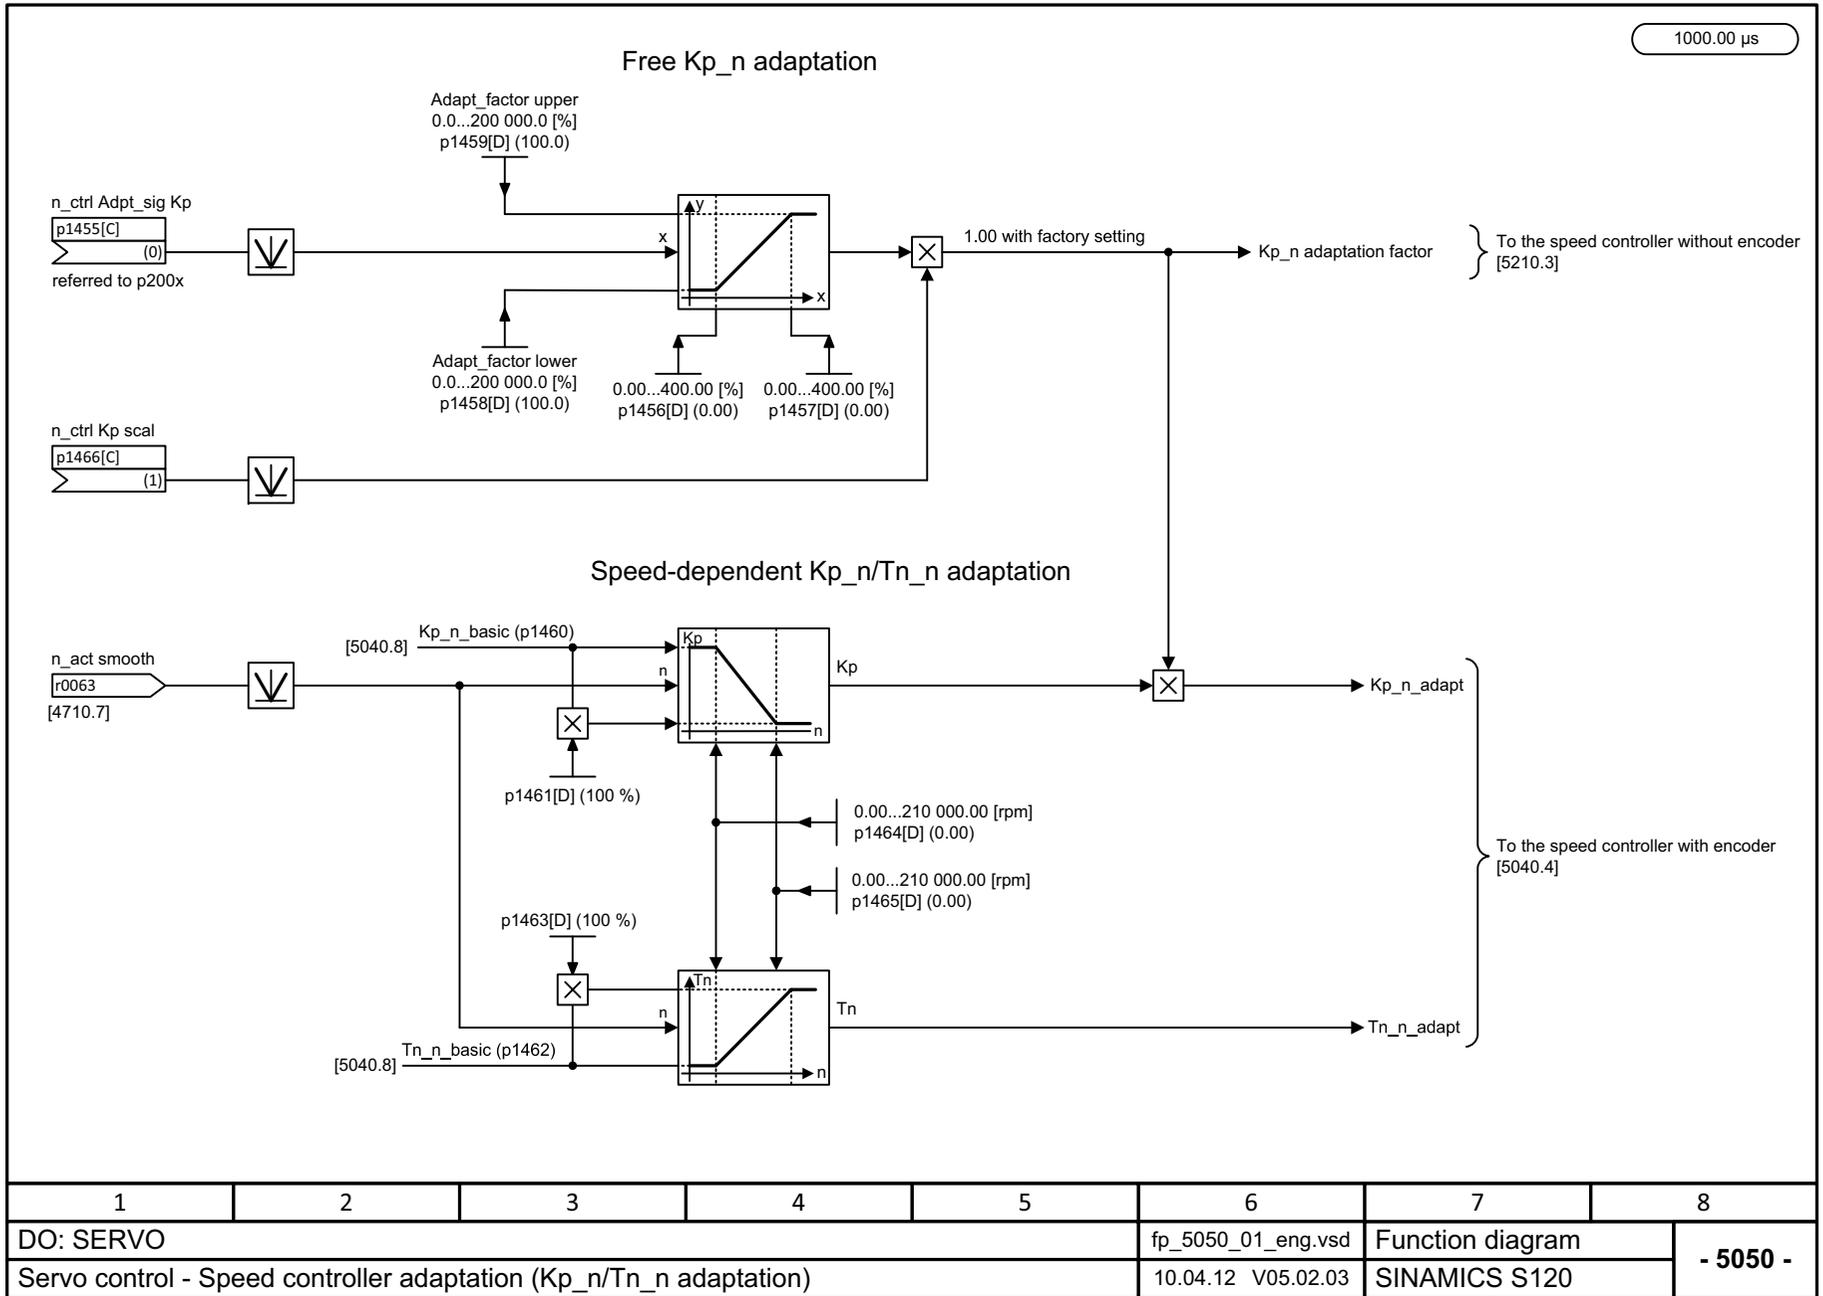 1000.00 µs
Free Kp_n adaptation
Adapt_factor upper
0.0...200 000.0 [%]
p1459[D] (100.0)
n_ctrl Adpt_sig Kp
p1455[C]
(0)
referred to p200x
y
x
x
1.00 with factory setting
Kp_n adaptation factor
To the speed controller without encoder
[5210.3]
Adapt_factor lower
0.0...200 000.0 [%]
p1458[D] (100.0)
0.00...400.00 [%]
p1456[D] (0.00)
0.00...400.00 [%]
p1457[D] (0.00)
n_ctrl Kp scal
p1466[C]
(1)
Speed-dependent Kp_n/Tn_n adaptation
Kp_n_basic (p1460)
[5040.8]
n_act smooth
r0063
[4710.7]
Kp
n
n
Kp
Kp_n_adapt
p1461[D] (100 %)
0.00...210 000.00 [rpm]
p1464[D] (0.00)
0.00...210 000.00 [rpm]
p1465[D] (0.00)
To the speed controller with encoder
[5040.4]
p1463[D] (100 %)
Tn
n
n
Tn
Tn_n_adapt
Tn_n_basic (p1462)
[5040.8]
1 2 3 4 5 6 7 8
DO: SERVO
fp_5050_01_eng.vsd
Function diagram
- 5050 -
Servo control - Speed controller adaptation (Kp_n/Tn_n adaptation)
10.04.12 V05.02.03
SINAMICS S120